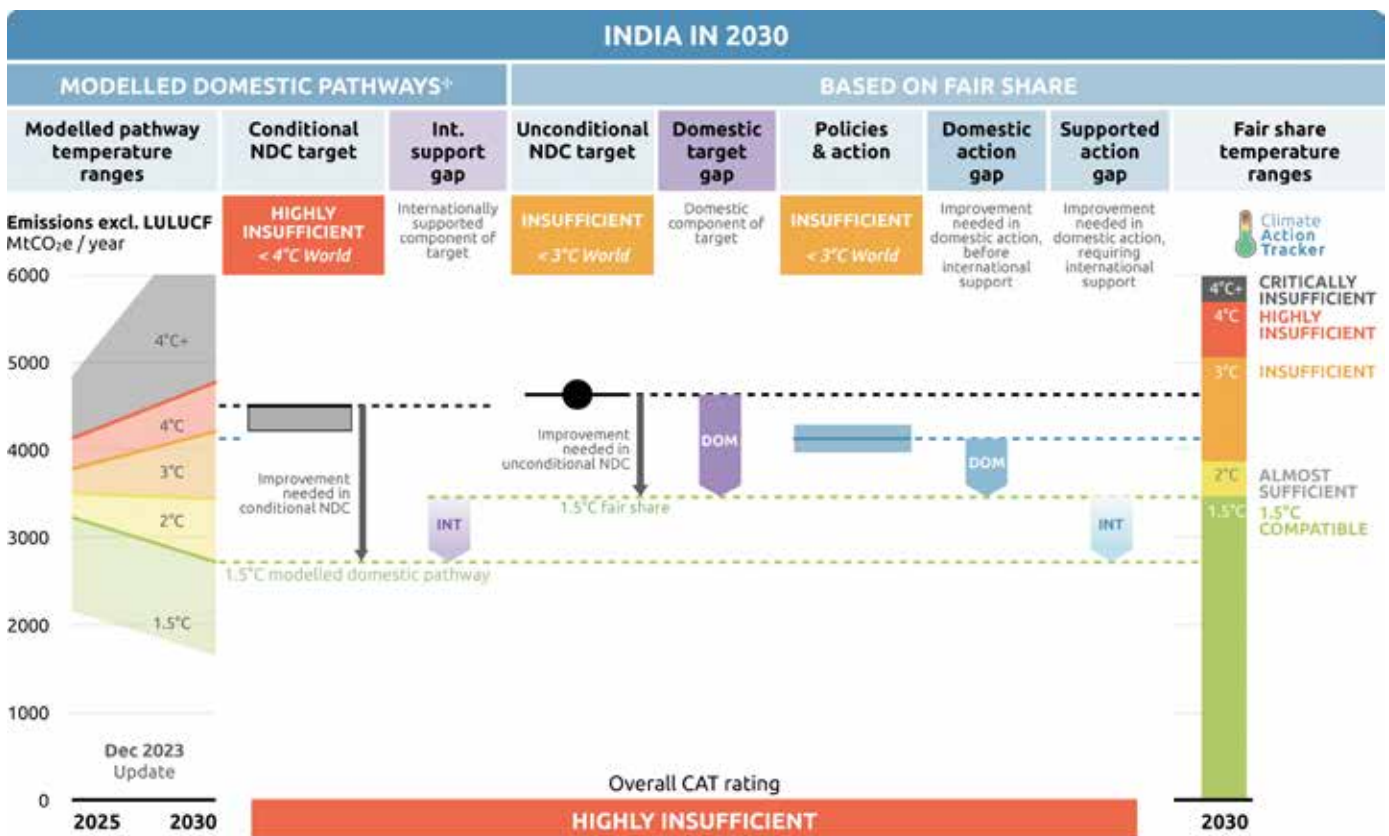 INDIA IN 2030
MODELLED DOMESTIC PATHWAYS⁺
BASED ON FAIR SHARE
Modelled pathway
temperature
ranges
Conditional
NDC target
Int.
support
gap
Unconditional
NDC target
Domestic
target
gap
Policies
& action
Domestic
action
gap
Supported
action
gap
Fair share
temperature
ranges
Emissions excl. LULUCF
MtCO₂e / year
HIGHLY
INSUFFICIENT
< 4°C World
Internationally
supported
component of
target
INSUFFICIENT
< 3°C World
Domestic
component of
target
INSUFFICIENT
< 3°C World
Improvement
needed in
domestic action,
before
international
support
Improvement
needed in
domestic action,
requiring
international
support
Climate
Action
Tracker
6000
5000
4000
3000
2000
1000
0
4°C+
4°C
3°C
2°C
1.5°C
Improvement
needed in
conditional NDC
INT
1.5°C modelled domestic pathway
Improvement
needed in
unconditional NDC
1.5°C fair share
DOM
DOM
INT
4°C+
CRITICALLY
INSUFFICIENT
4°C
HIGHLY
INSUFFICIENT
3°C
INSUFFICIENT
2°C
ALMOST
SUFFICIENT
1.5°C
1.5°C
COMPATIBLE
Dec 2023
Update
2025
2030
Overall CAT rating
HIGHLY INSUFFICIENT
2030